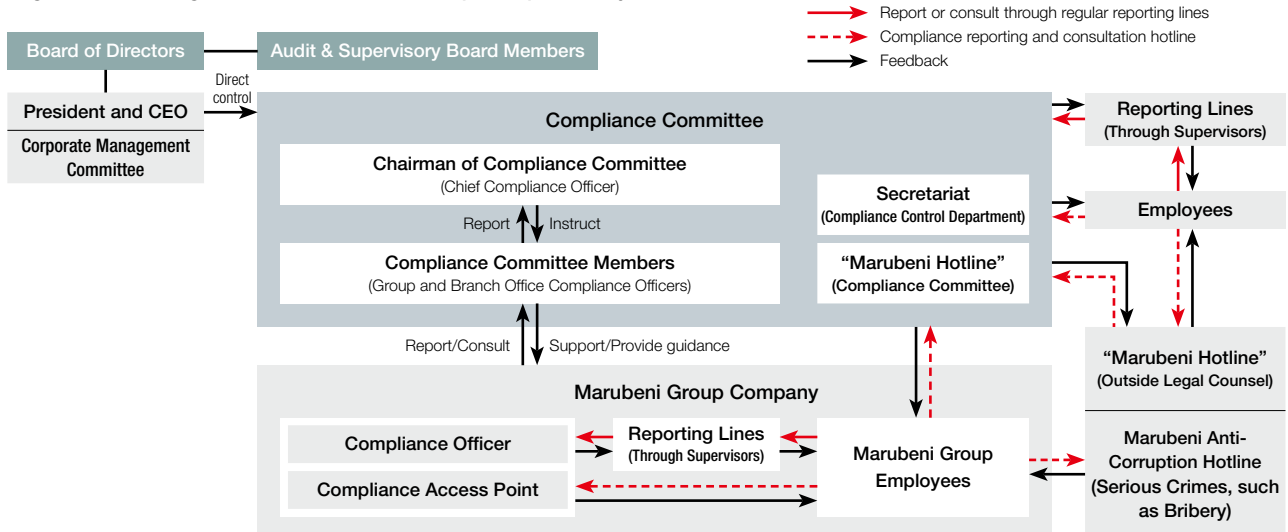 Report or consult through regular reporting lines
Compliance reporting and consultation hotline
Feedback
Board of Directors
Audit & Supervisory Board Members
Direct
control
President and CEO
Corporate Management
Committee
Compliance Committee
Chairman of Compliance Committee
(Chief Compliance Officer)
Report
Instruct
Compliance Committee Members
(Group and Branch Office Compliance Officers)
Secretariat
(Compliance Control Department)
“Marubeni Hotline”
(Compliance Committee)
Reporting Lines
(Through Supervisors)
Employees
Report/Consult
Support/Provide guidance
“Marubeni Hotline”
(Outside Legal Counsel)
Marubeni Group Company
Compliance Officer
Compliance Access Point
Reporting Lines
(Through Supervisors)
Marubeni Group
Employees
Marubeni Anti-
Corruption Hotline
(Serious Crimes, such
as Bribery)